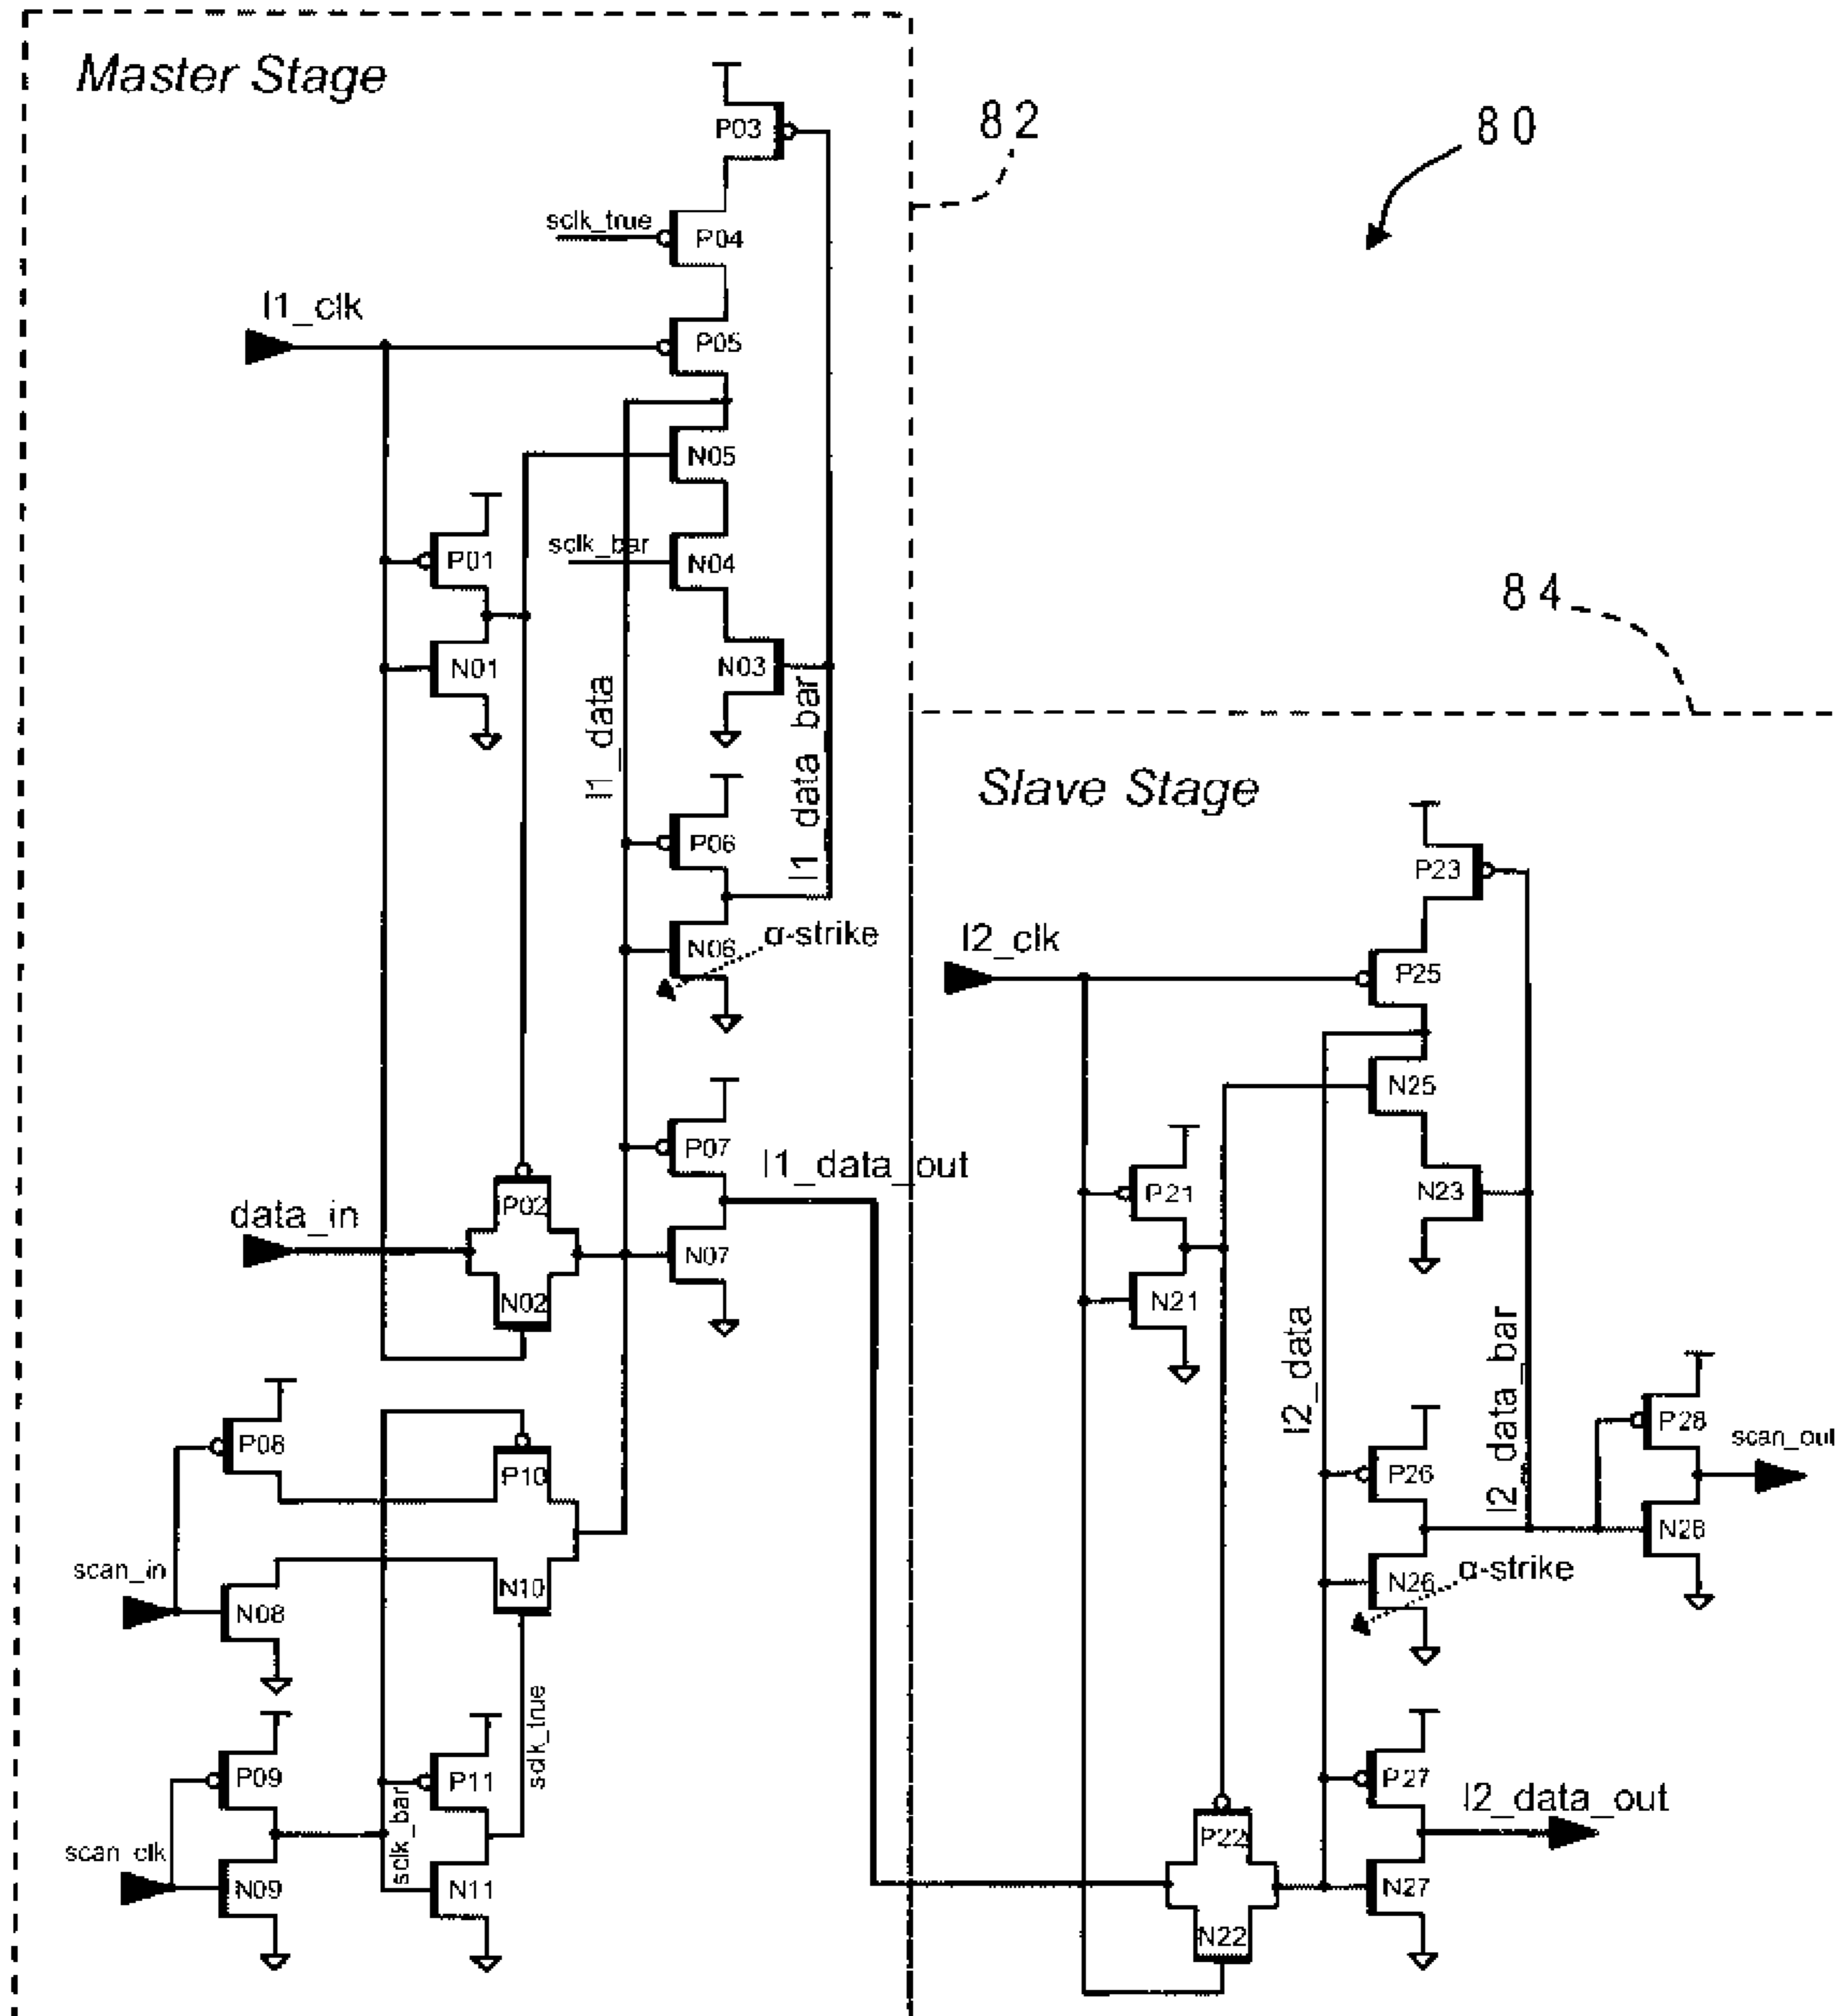 Master Stage
82
80
P03
sclk_true
P04
l1_clk
P05
N05
P01
sclk_bar
N04
84
N01
N03
l1_data
l1_data_bar
Slave Stage
P06
P23
N06
α-strike
l2_clk
P25
N25
P07
l1_data_out
P21
N23
data_in
P02
N07
N02
N21
l2_data
l2_data_bar
P08
P28
scan_out
P10
P26
scan_in
N10
N28
N08
N26
α-strike
sclk_true
P09
P11
P27
l2_data_out
sclk_bar
P22
scan_clk
N09
N11
N27
N22